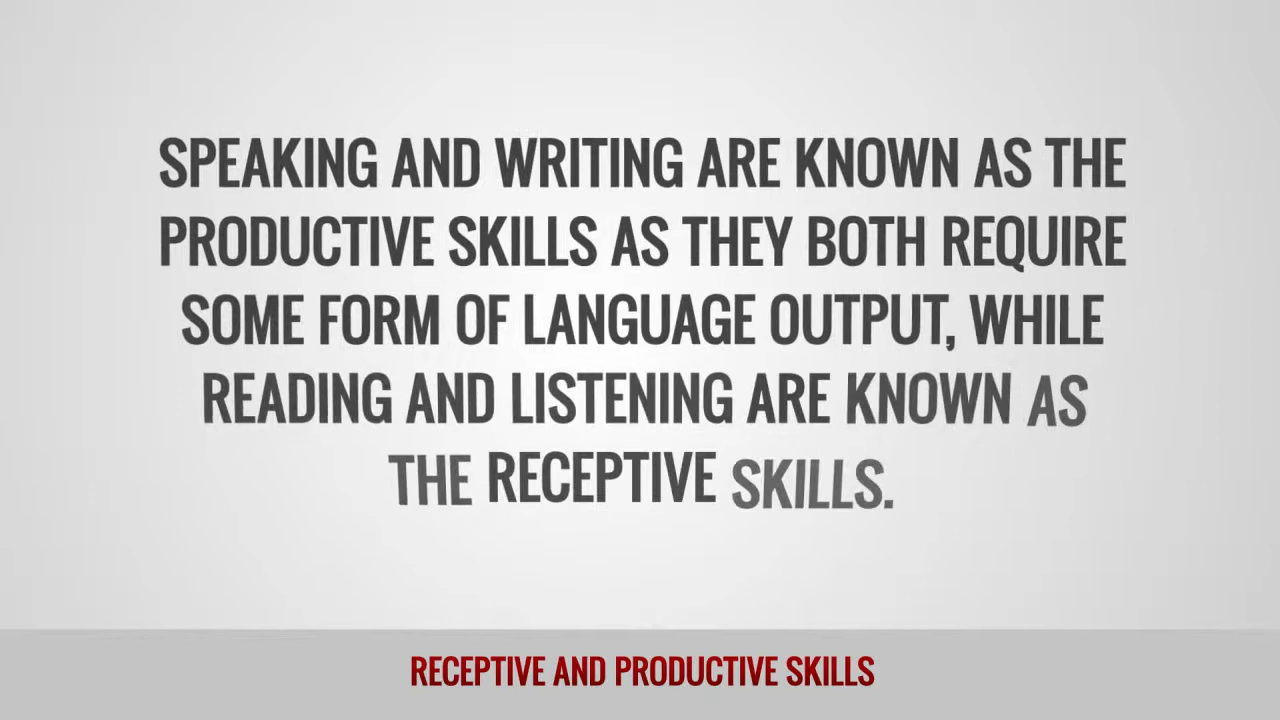 SPEAKING AND WRITING ARE KNOWN AS THE
PRODUCTIVE SKILLS AS THEY BOTH REQUIRE
SOME FORM OF LANGUAGE OUTPUT, WHILE
READING AND LISTENING ARE KNOWN AS
THE RECEPTIVE SKILLS.
RECEPTIVE AND PRODUCTIVE SKILLS